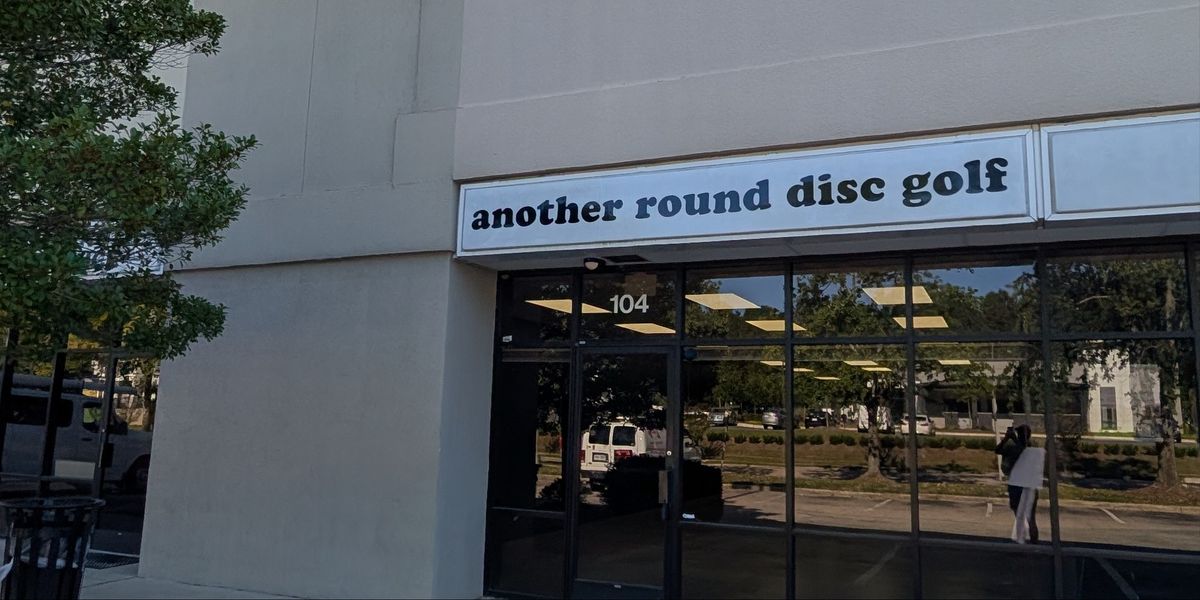 another round disc golf
104